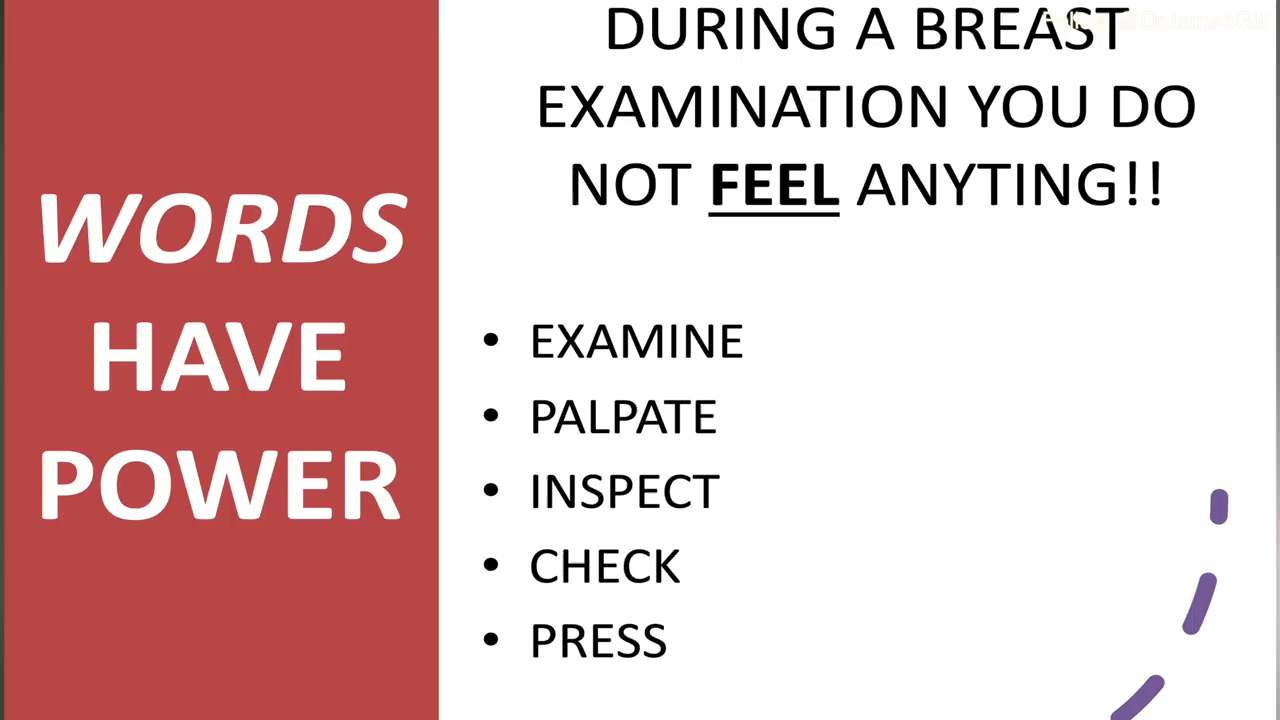 WORDS
HAVE
POWER
DURING A BREAST
EXAMINATION YOU DO
NOT FEEL ANYTING!!
• EXAMINE
• PALPATE
• INSPECT
• CHECK
• PRESS